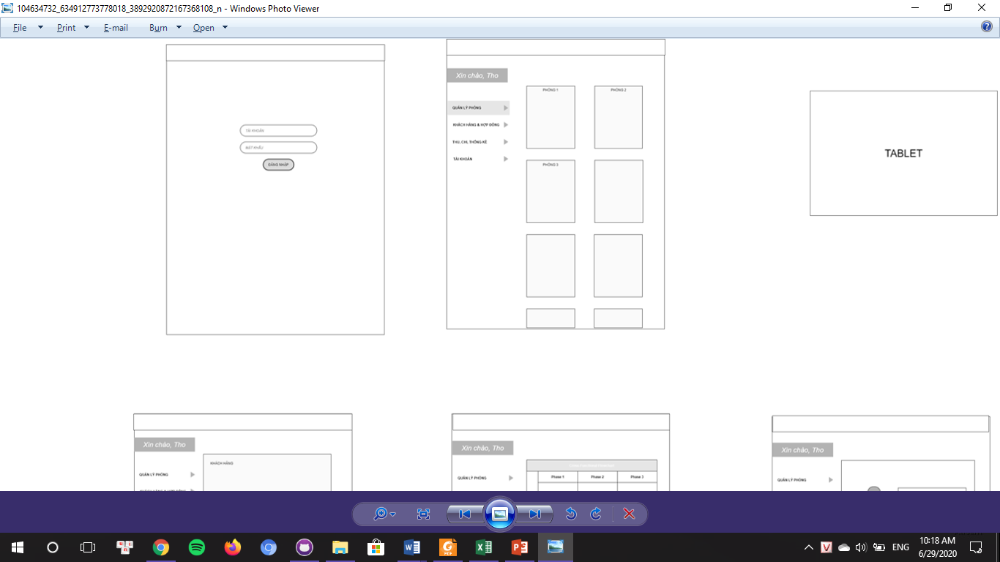 104634732_634912773778018_3892920872167368108_n - Windows Photo Viewer
File Print E-mail Burn Open
TÀI KHOẢN
MẬT KHẨU
ĐĂNG NHẬP
Xin chào, Tho
QUẢN LÝ PHÒNG
KHÁCH HÀNG & HỢP ĐỒNG
THU, CHI, THỐNG KÊ
TÀI KHOẢN
PHÒNG 1
PHÒNG 2
PHÒNG 3
TABLET
Xin chào, Tho
QUẢN LÝ PHÒNG
KHÁCH HÀNG
Xin chào, Tho
QUẢN LÝ PHÒNG
Phase 1 Phase 2 Phase 3
Xin chào, Tho
QUẢN LÝ PHÒNG
ENG
10:18 AM
6/29/2020